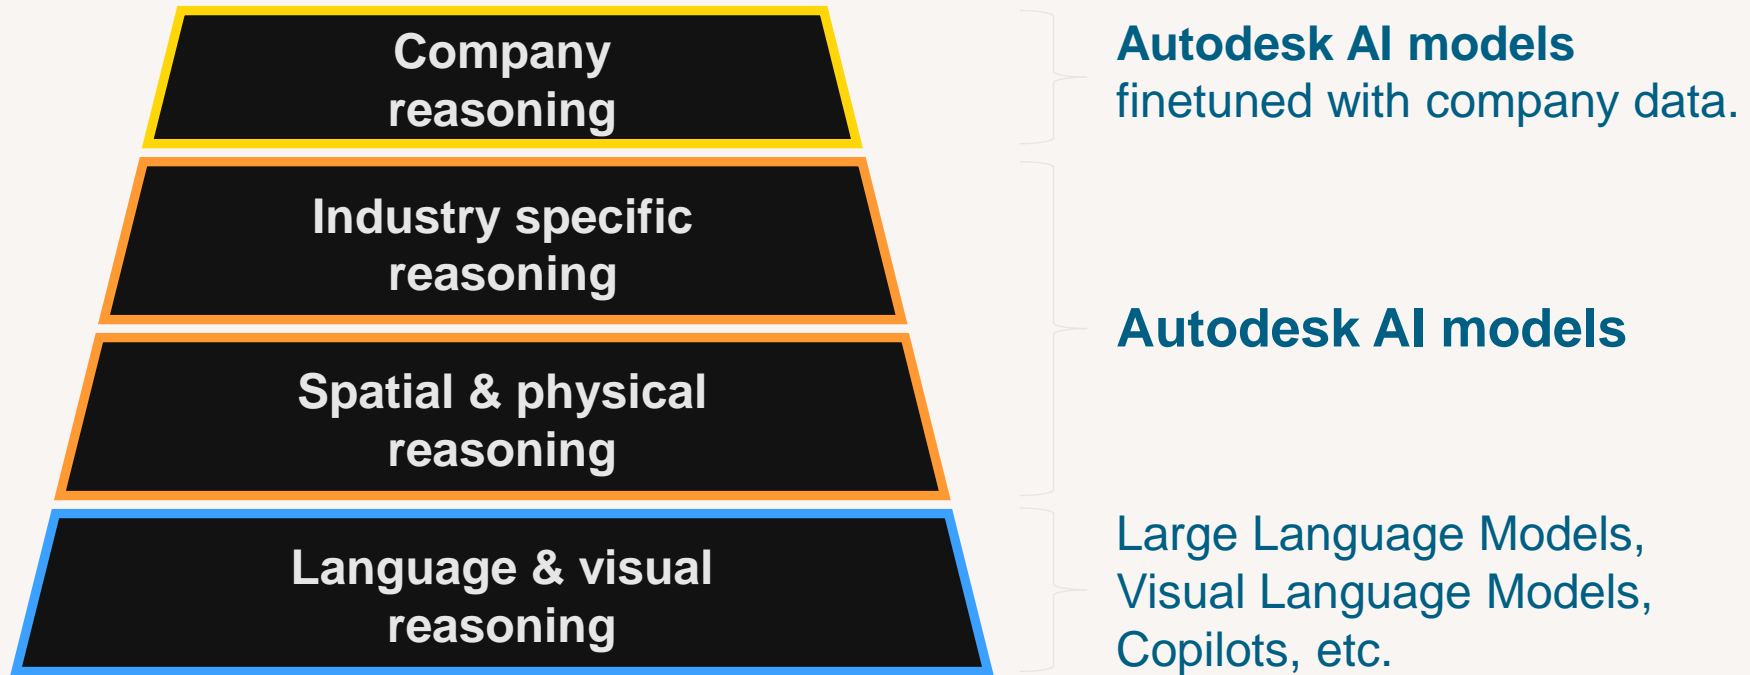 Company
reasoning
Autodesk AI models
finetuned with company data.
Industry specific
reasoning
Spatial & physical
reasoning
Autodesk AI models
Language & visual
reasoning
Large Language Models,
Visual Language Models,
Copilots, etc.